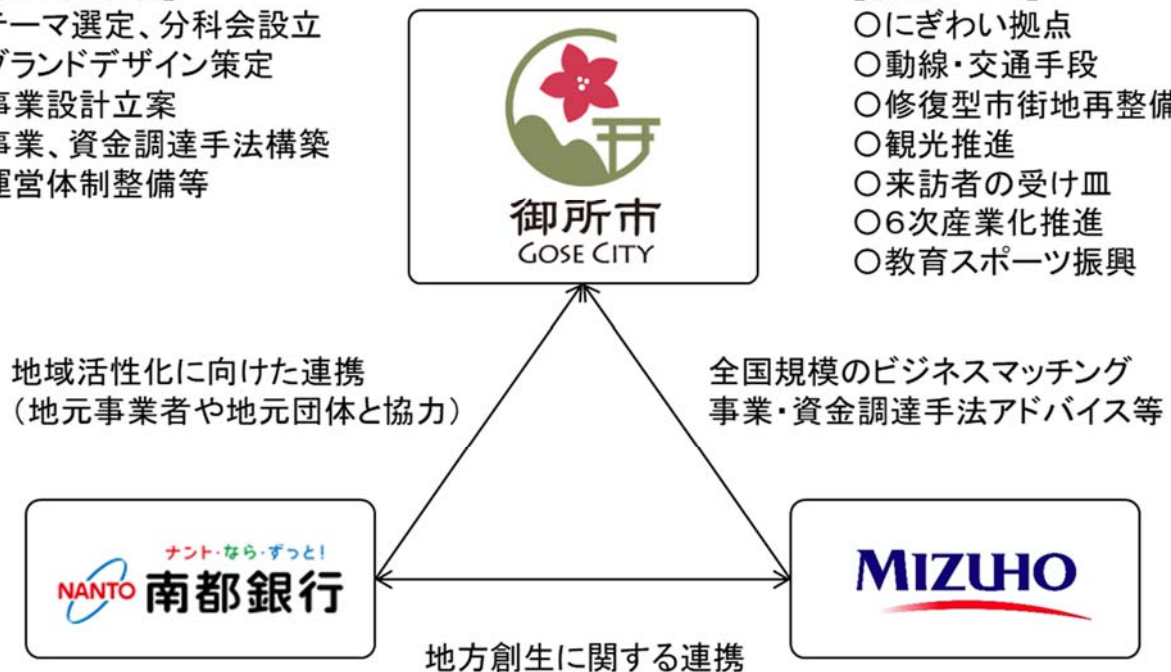 テーマ選定、分科会設立
グランドデザイン策定
事業設計立案
事業、資金調達手法構築
運営体制整備等
御所市
GOSE CITY
○にぎわい拠点
○動線・交通手段
○修復型市街地再整備
○観光推進
○来訪者の受け皿
○6次産業化推進
○教育スポーツ振興
地域活性化に向けた連携
（地元事業者や地元団体と協力）
全国規模のビジネスマッチング
事業・資金調達手法アドバイス等
ナント・なら・ずっと!
NANTO 南都銀行
MIZUHO
地方創生に関する連携